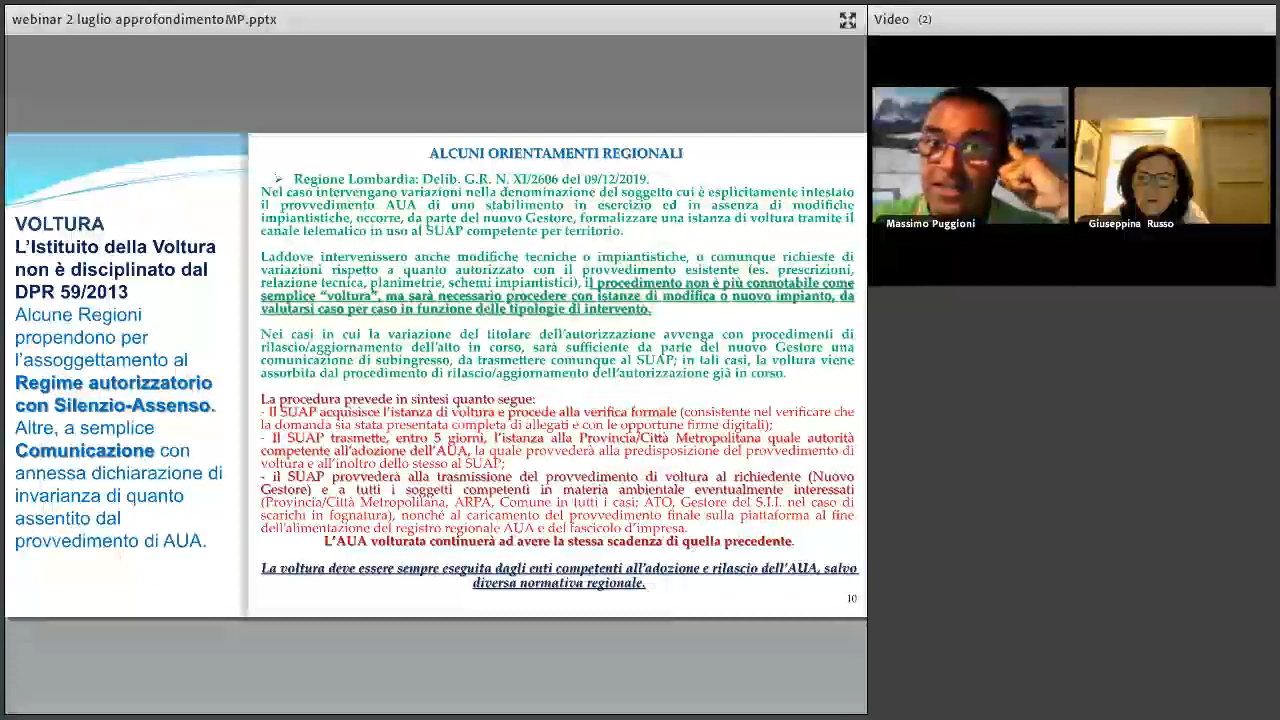 webinar 2 luglio approfondimentoMP.pptx
Video (2)
Massimo Puggioni
Giuseppina Russo
VOLTURA
L'Istituito della Voltura
non è disciplinato dal
DPR 59/2013
Alcune Regioni
propendono per
l'assoggettamento al
Regime autorizzatorio
con Silenzio-Assenso.
Altre, a semplice
Comunicazione con
annessa dichiarazione di
invarianza di quanto
assentito dal
provvedimento di AUA.
ALCUNI ORIENTAMENTI REGIONALI
Regione Lombardia: Delib. G.R. N. XI/2606 del 09/12/2019.
Nel caso intervengano variazioni nella denominazione del soggetto cui è esplicitamente intestato
il provvedimento AUA di uno stabilimento in esercizio ed in assenza di modifiche
impiantistiche, occorre, da parte del nuovo Gestore, formalizzare una istanza di voltura tramite il
canale telematico in uso al SUAP competente per territorio.
Laddove intervenissero anche modifiche tecniche o impiantistiche, o comunque richieste di
variazioni rispetto a quanto autorizzato con il provvedimento esistente (es. prescrizioni,
relazione tecnica, planimetrie, schemi impiantistici), il procedimento non è più connotabile come
semplice "voltura", ma sarà necessario procedere con istanze di modifica o nuovo impianto, da
valutarsi caso per caso in funzione delle tipologie di intervento.
Nei casi in cui la variazione del titolare dell'autorizzazione avvenga con procedimenti di
rilascio/aggiornamento dell'atto in corso, sarà sufficiente da parte del nuovo Gestore una
comunicazione di subingresso, da trasmettere comunque al SUAP; in tali casi, la voltura viene
assorbita dal procedimento di rilascio/aggiornamento dell'autorizzazione già in corso.
La procedura prevede in sintesi quanto segue:
- Il SUAP acquisisce l'istanza di voltura e procede alla verifica formale (consistente nel verificare che
la domanda sia stata presentata completa di allegati e con le opportune firme digitali);
- Il SUAP trasmette, entro 5 giorni, l'istanza alla Provincia/Città Metropolitana quale autorità
competente all'adozione dell'AUA, la quale provvederà alla predisposizione del provvedimento di
voltura e all'inoltro dello stesso al SUAP;
- il SUAP provvederà alla trasmissione del provvedimento di voltura al richiedente (Nuovo
Gestore) e a tutti i soggetti competenti in materia ambientale eventualmente interessati
(Provincia/Città Metropolitana, ARPA, Comune in tutti i casi; ATO, Gestore del S.I.I. nel caso di
scarichi in fognatura), nonché al caricamento del provvedimento finale sulla piattaforma al fine
dell'alimentazione del registro regionale AUA e del fascicolo d'impresa.
L'AUA volturata continuerà ad avere la stessa scadenza di quella precedente.
La voltura deve essere sempre eseguita dagli enti competenti all'adozione e rilascio dell'AUA, salvo
diversa normativa regionale.
10